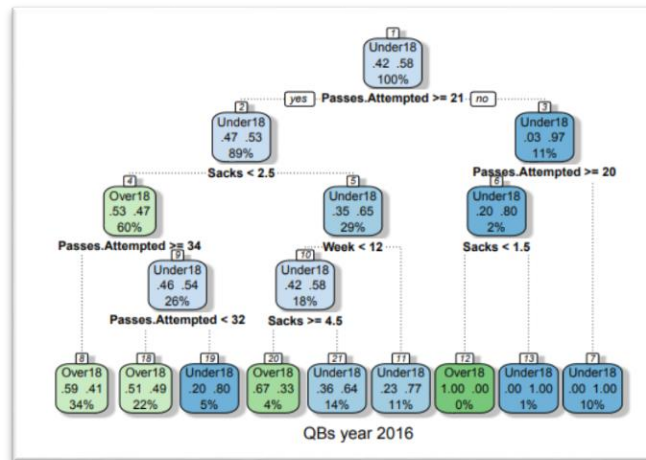 1
Under18
.42 .58
100%
yes Passes.Attempted >= 21 no
2
Under18
.47 .53
89%
Sacks < 2.5
3
Under18
.03 .97
11%
Passes.Attempted >= 20
4
Over18
.53 .47
60%
Passes.Attempted >= 34
5
Under18
.35 .65
29%
Week < 12
6
Under18
.20 .80
2%
Sacks < 1.5
9
Under18
.46 .54
26%
Passes.Attempted < 32
10
Under18
.42 .58
18%
Sacks >= 4.5
8
Over18
.59 .41
34%
18
Over18
.51 .49
22%
19
Under18
.20 .80
5%
20
Over18
.67 .33
4%
21
Under18
.36 .64
14%
11
Under18
.23 .77
11%
12
Over18
1.00 .00
0%
13
Under18
.00 1.00
1%
7
Under18
.00 1.00
10%
QBs year 2016